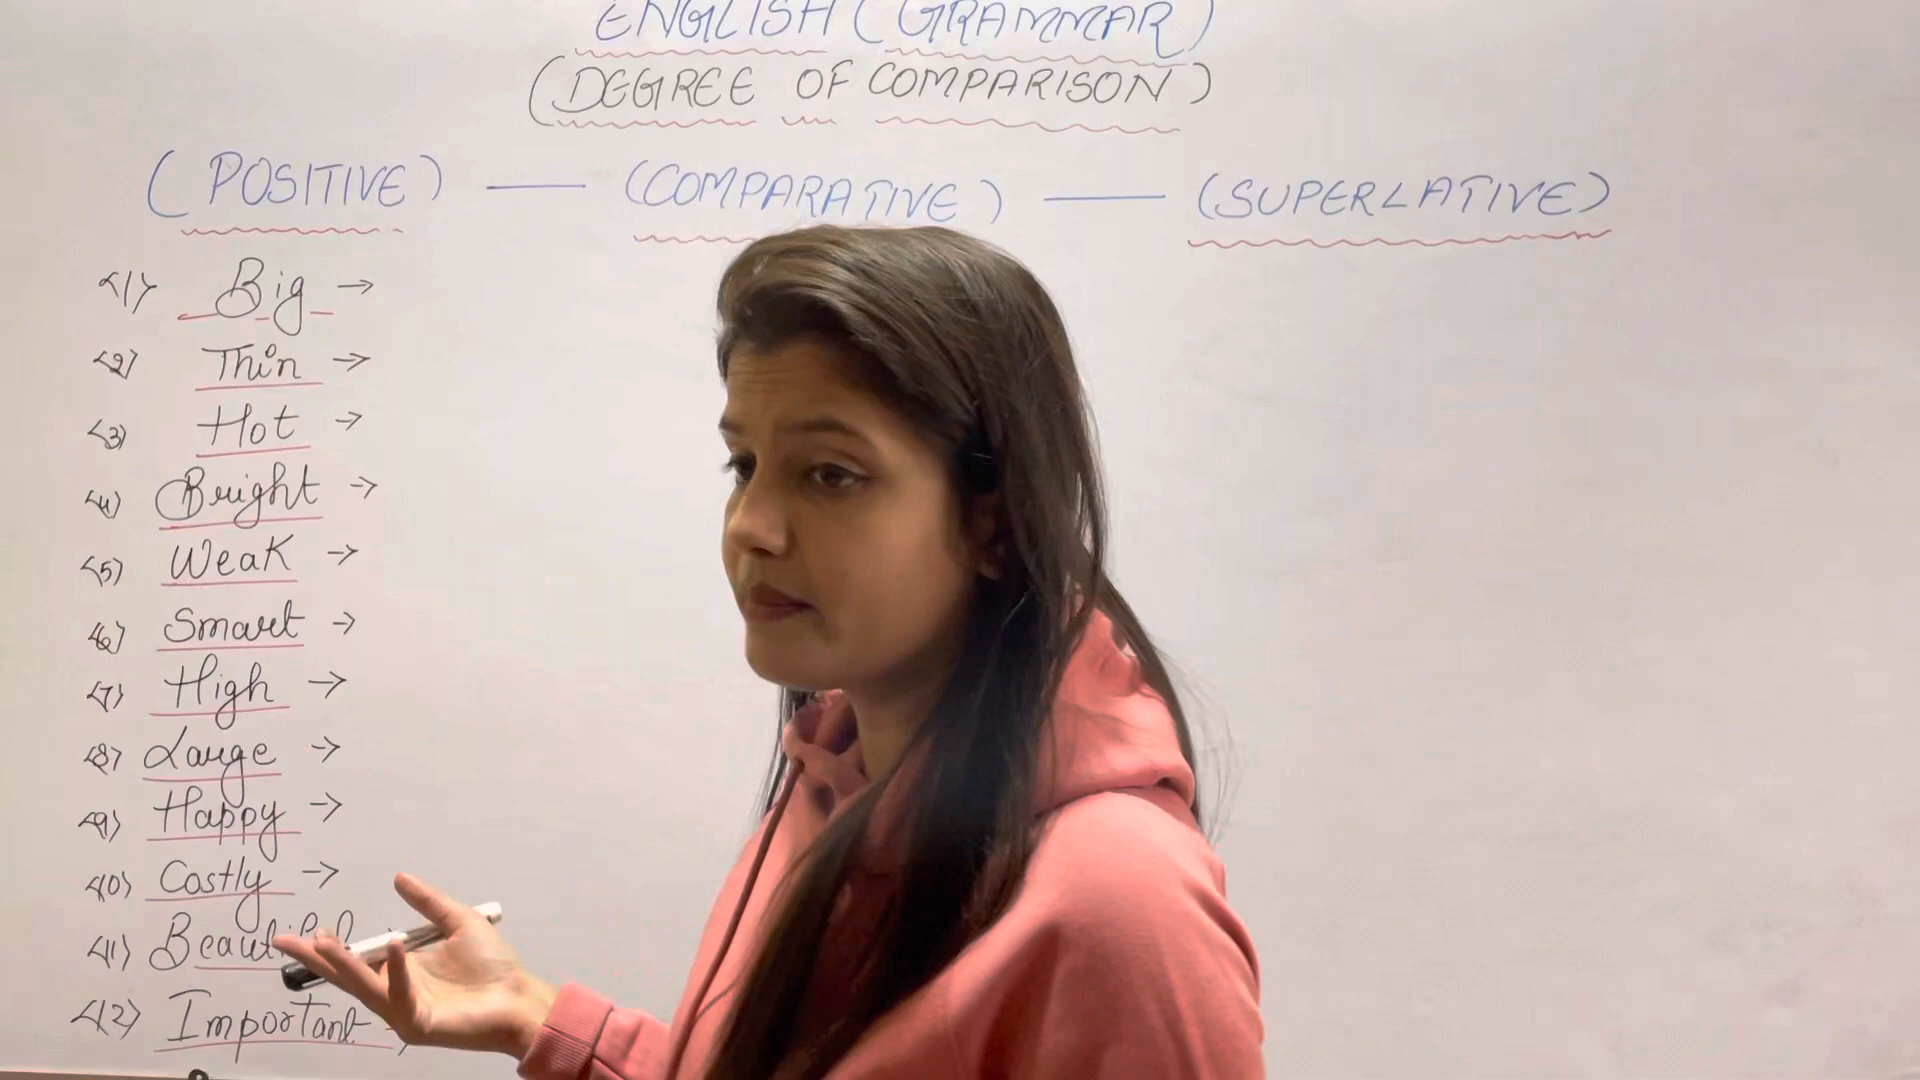 ENGLISH (GRAMMAR)
(DEGREE OF COMPARISON)
(POSITIVE) — (COMPARATIVE) — (SUPERLATIVE)
<1> Big →
<2> Thin →
<3> Hot →
<4> Bright →
<5> Weak →
<6> Smart →
<7> High →
<8> Large →
<9> Happy →
<10> Costly →
<11> Beautiful
<12> Important